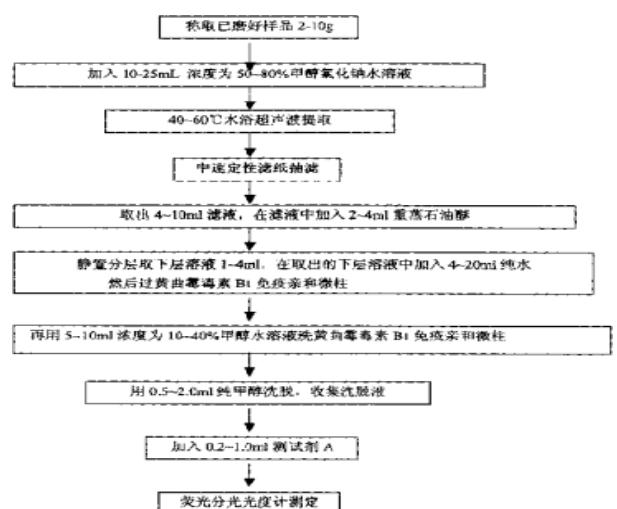 称取已磨好样品 2-10g
加入 10-25mL 浓度为 50~80%甲醇氯化钠水溶液
40~60℃水浴超声波提取
中速定性滤纸抽滤
取出 4~10ml 滤液，在滤液中加入 2~4ml 重蒸石油醚
静置分层取下层溶液 1~4ml，在取出的下层溶液中加入 4~20ml 纯水
然后过黄曲霉毒素 B1 免疫亲和微柱
再用 5~10ml 浓度为 10~40%甲醇水溶液洗黄曲霉毒素 B1 免疫亲和微柱
用 0.5~2.0ml 纯甲醇洗脱，收集洗脱液
加入 0.2~1.0ml 测试剂 A
荧光分光光度计测定